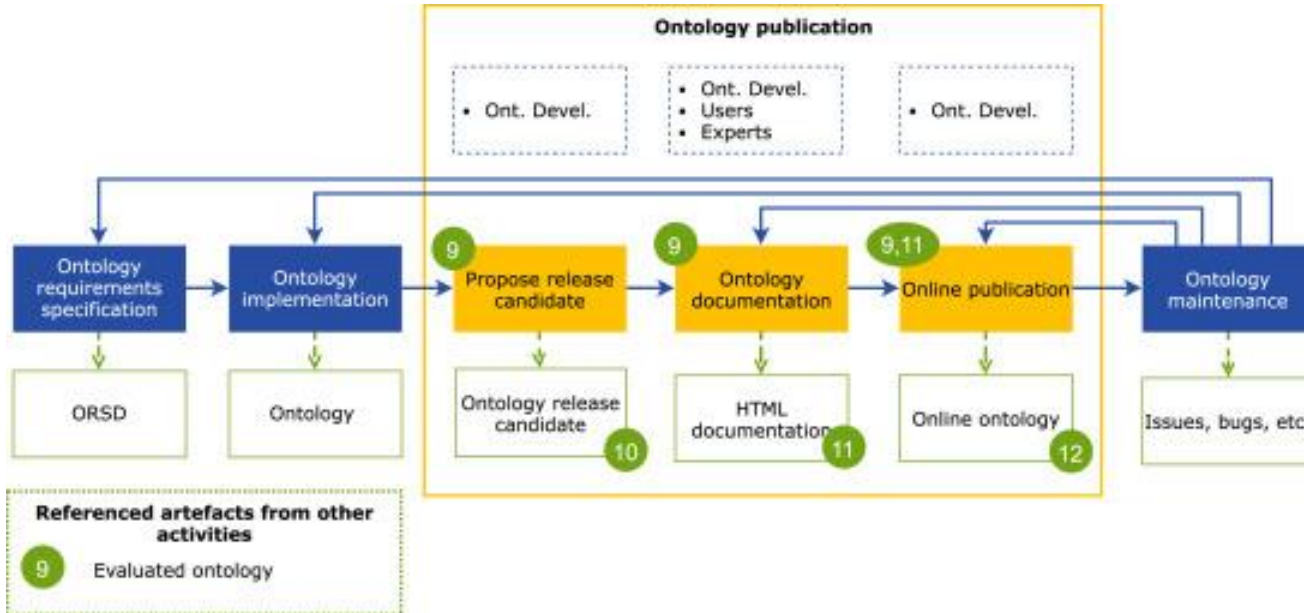 Ontology publication
• Ont. Devel.
• Ont. Devel.
• Users
• Experts
• Ont. Devel.
9
9
9,11
Ontology
requirements
specification
Ontology
implementation
Propose release
candidate
Ontology
documentation
Online publication
Ontology
maintenance
ORSD
Ontology
Ontology release
candidate
10
HTML
documentation
11
Online ontology
12
Issues, bugs, etc
Referenced artefacts from other
activities
9
Evaluated ontology